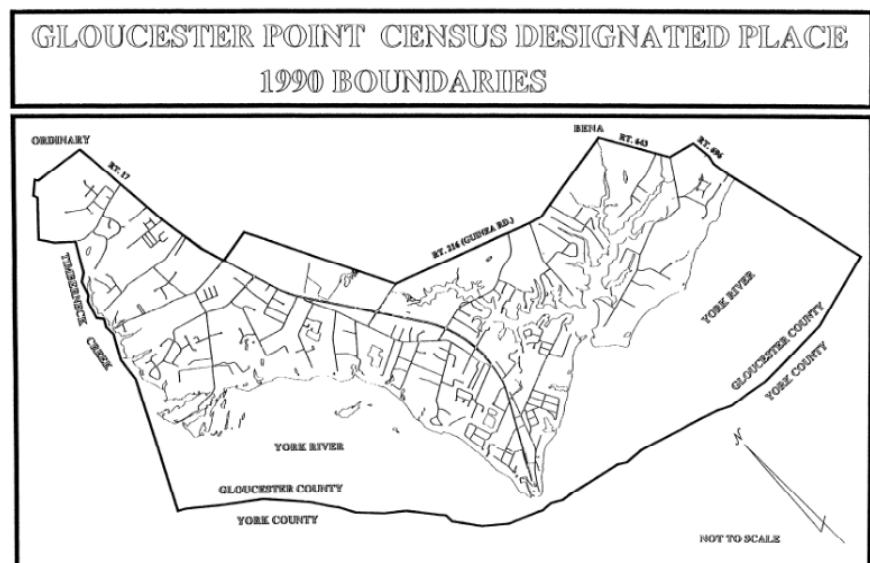 GLOUCESTER POINT CENSUS DESIGNATED PLACE
1990 BOUNDARIES
ORDINARY
RT. 17
BENA
RT. 643
RT. 696
RT. 216 (GUINEA RD.)
TIMBERNECK
CREEK
YORK RIVER
GLOUCESTER COUNTY
YORK COUNTY
YORK RIVER
GLOUCESTER COUNTY
YORK COUNTY
N
NOT TO SCALE